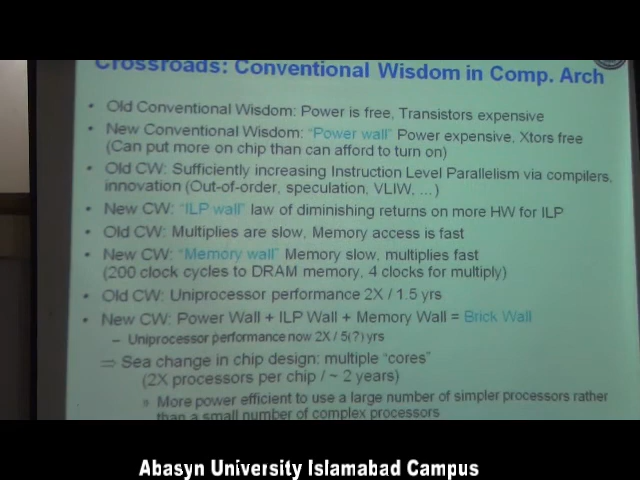 Crossroads: Conventional Wisdom in Comp. Arch
• Old Conventional Wisdom: Power is free, Transistors expensive
• New Conventional Wisdom: "Power wall" Power expensive, Xtors free
(Can put more on chip than can afford to turn on)
• Old CW: Sufficiently increasing Instruction Level Parallelism via compilers,
innovation (Out-of-order, speculation, VLIW, …)
• New CW: "ILP wall" law of diminishing returns on more HW for ILP
• Old CW: Multiplies are slow, Memory access is fast
• New CW: "Memory wall" Memory slow, multiplies fast
(200 clock cycles to DRAM memory, 4 clocks for multiply)
• Old CW: Uniprocessor performance 2X / 1.5 yrs
• New CW: Power Wall + ILP Wall + Memory Wall = Brick Wall
– Uniprocessor performance now 2X / 5(?) yrs
⇒ Sea change in chip design: multiple "cores"
(2X processors per chip / ~ 2 years)
» More power efficient to use a large number of simpler processors rather
than a small number of complex processors
Abasyn University Islamabad Campus